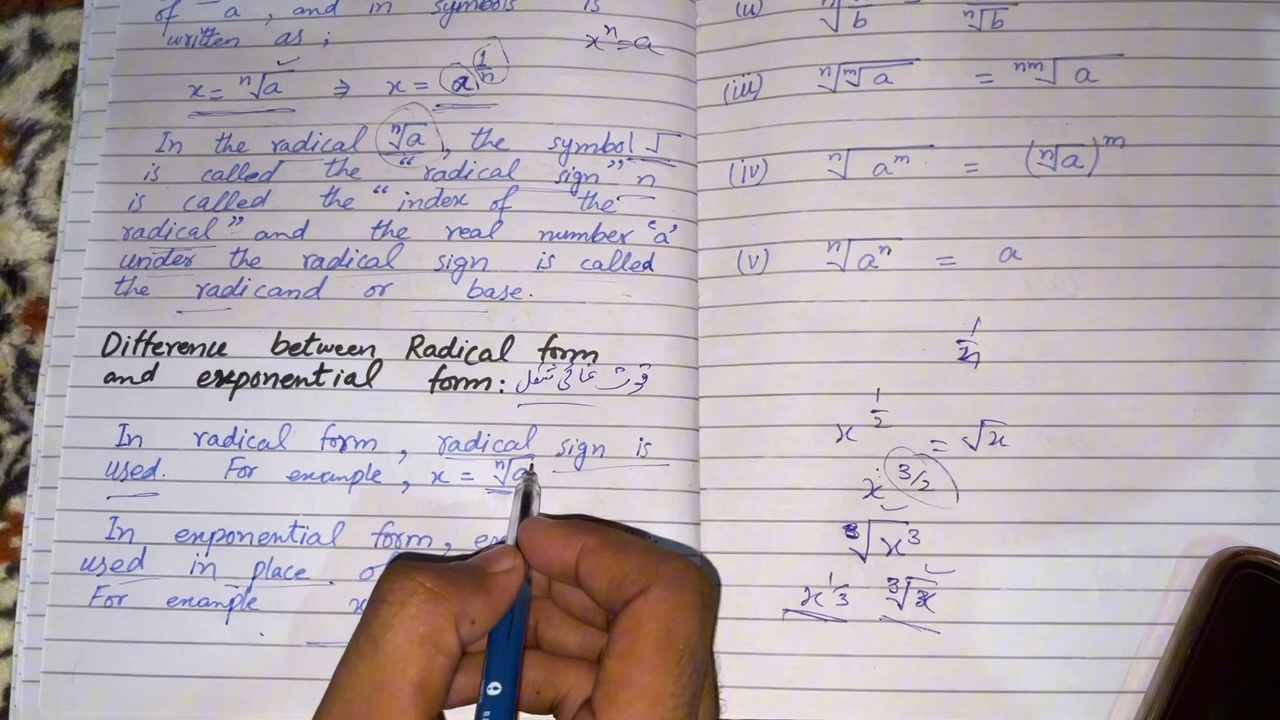 of a, and in symbols is
written as;
xⁿ=a
x = ⁿ√a ⇒ x = a^(1/n)
In the radical ⁿ√a, the symbol √
is called the "radical sign" n
is called the "index of the
radical" and the real number 'a'
under the radical sign is called
the radicand or base.
Difference between Radical form
and exponential form:
In radical form, radical sign is
used. For example, x = ⁿ√a
In exponential form,
used in place
For example x
(iii) ⁿ√ᵐ√a = ⁿᵐ√a
(iv) ⁿ√aᵐ = (ⁿ√a)ᵐ
(v) ⁿ√aⁿ = a
x^(1/2) = √x
x^(3/2)
x^(1/3) ³√x